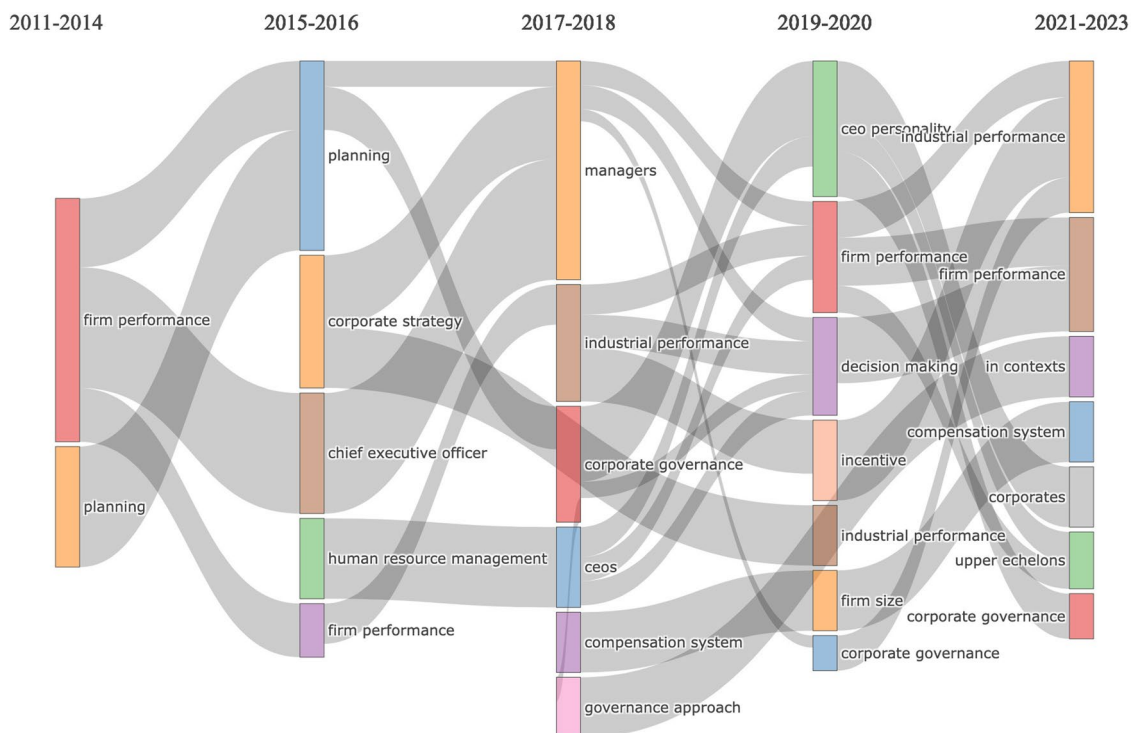 2011-2014
2015-2016
2017-2018
2019-2020
2021-2023
firm performance
planning
planning
corporate strategy
chief executive officer
human resource management
firm performance
managers
industrial performance
corporate governance
ceos
compensation system
governance approach
ceo personality
firm performance
decision making
incentive
industrial performance
firm size
corporate governance
industrial performance
firm performance
in contexts
compensation system
corporates
upper echelons
corporate governance